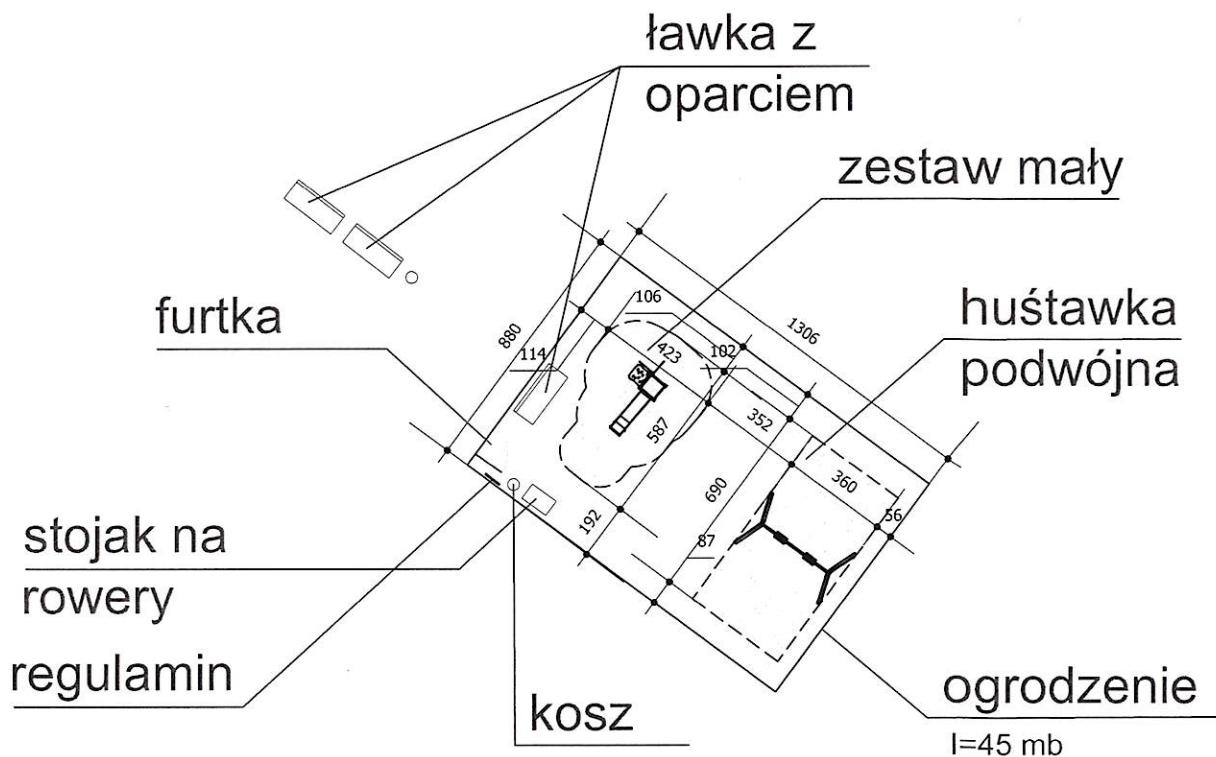 ławka z
oparciem
zestaw mały
huśtawka
podwójna
furtka
106
1306
880
114
423
102
352
587
360
690
56
192
87
stojak na
rowery
regulamin
kosz
ogrodzenie
l=45 mb